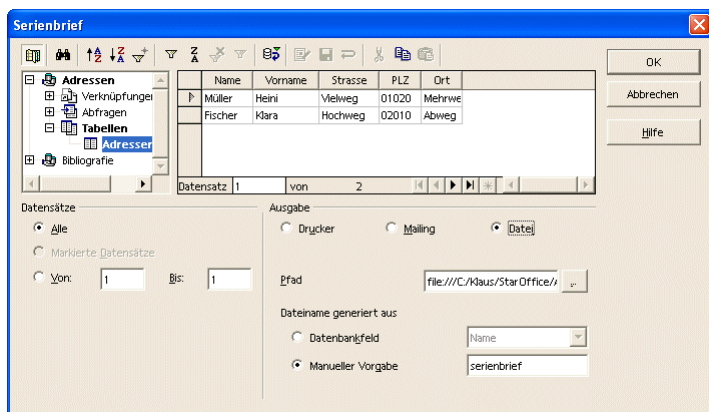 Serienbrief
OK
Abbrechen
Hilfe
Adressen
Verknüpfunger
Abfragen
Tabellen
Adresser
Bibliografie
Name Vorname Strasse PLZ Ort
Müller Heini Vielweg 01020 Mehrwe
Fischer Klara Hochweg 02010 Abweg
Datensatz 1 von 2
Datensätze
Alle
Markierte Datensätze
Von: 1 Bis: 1
Ausgabe
Drucker Mailing Datei
Pfad file:///C:/Klaus/StarOffice/A ..
Dateiname generiert aus
Datenbankfeld Name
Manueller Vorgabe serienbrief